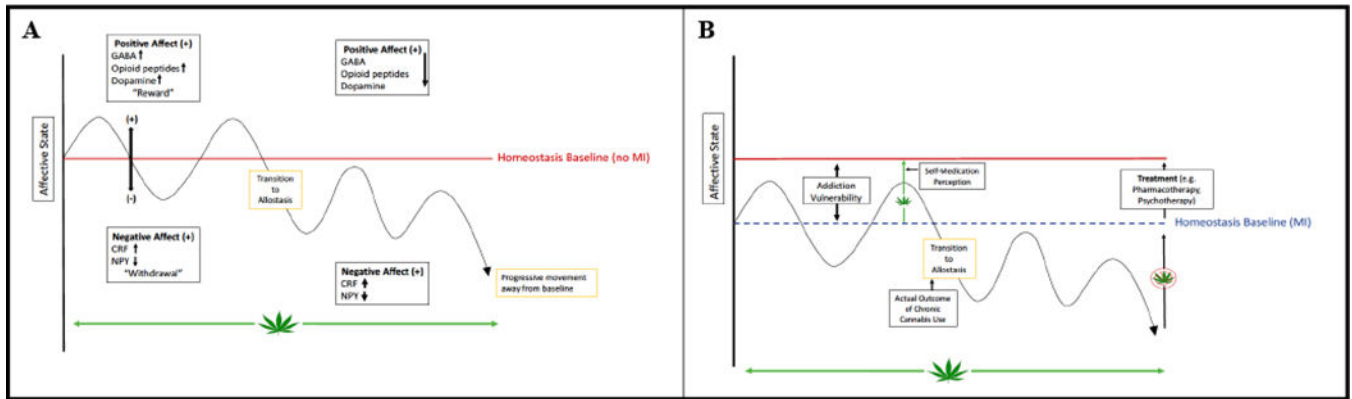 A
Positive Affect (+)
GABA ↑
Opioid peptides ↑
Dopamine ↑
"Reward"
Positive Affect (+)
GABA
Opioid peptides
Dopamine
Affective State
(+)
(-)
Homeostasis Baseline (no MI)
Transition
to
Allostasis
Negative Affect (+)
CRF ↑
NPY ↓
"Withdrawal"
Negative Affect (+)
CRF ↑
NPY ↓
Progressive movement
away from baseline
B
Affective State
Addiction
Vulnerability
Self-Medication
Perception
Treatment (e.g.
Pharmacotherapy,
Psychotherapy)
Homeostasis Baseline (MI)
Transition
to
Allostasis
Actual Outcome
of Chronic
Cannabis Use